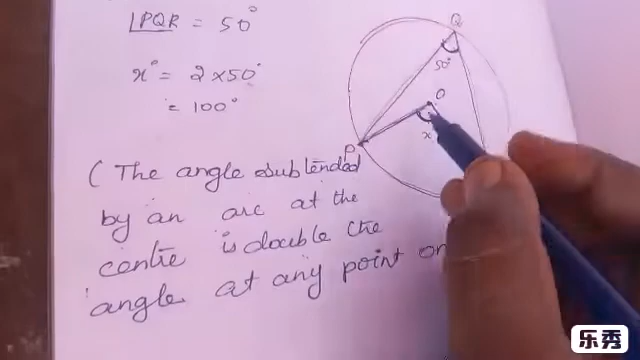 ∠PQR = 50°
x° = 2×50°
= 100°
Q
50°
O
P
x
( The angle subtended
by an arc at the
centre is double the
angle at any point on
乐秀